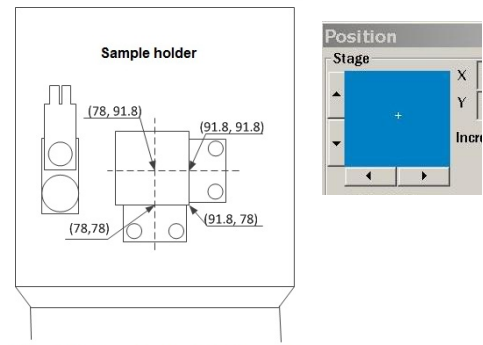 Sample holder
(78, 91.8)
(91.8, 91.8)
(78,78)
(91.8, 78)
Position
Stage
X
Y
Incre